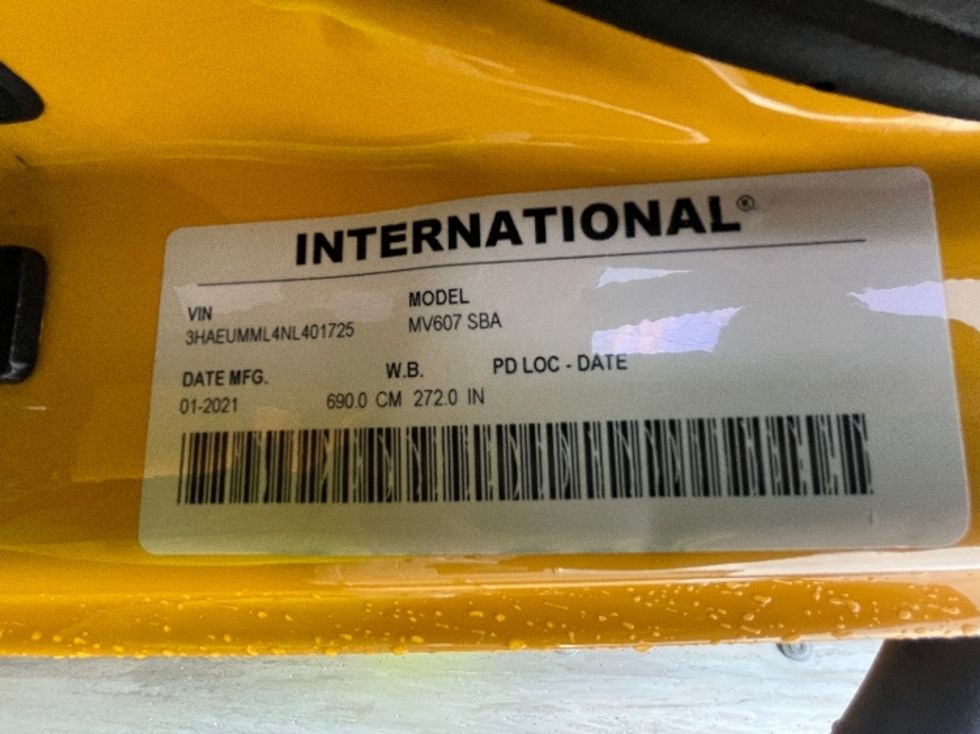 INTERNATIONAL®
VIN MODEL
3HAEUMML4NL401725 MV607 SBA
DATE MFG. W.B. PD LOC - DATE
01-2021 690.0 CM 272.0 IN